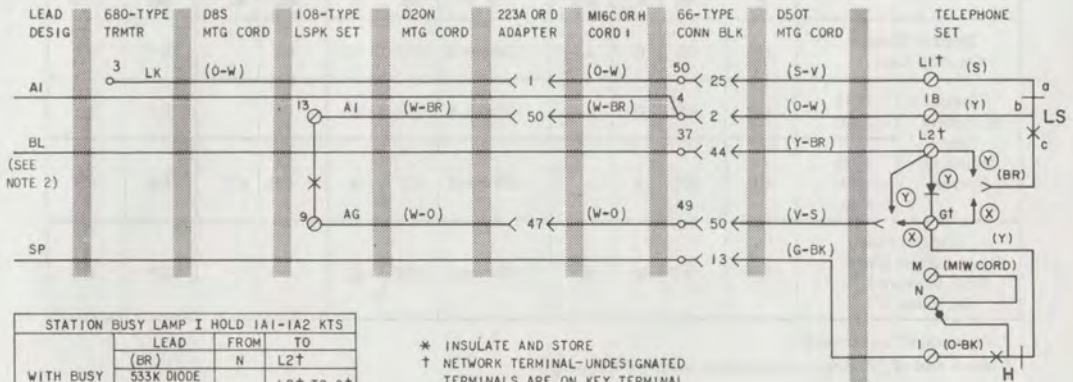 LEAD DESIG
680-TYPE TRMTR
D8S MTG CORD
108-TYPE LSPK SET
D20N MTG CORD
223A OR D ADAPTER
M16C OR H CORD ‡
66-TYPE CONN BLK
D50T MTG CORD
TELEPHONE SET
3 LK (O-W) 1 (O-W) 50 25 (S-V) L1† (S)
A1
a
13 A1 (W-BR) 50 (W-BR) 4 2 (O-W) 1B (Y) b LS
BL 37 44 (Y-BR) L2† c
(SEE NOTE 2)
Y Y Y (BR)
9 AG (W-O) 47 (W-O) 49 50 (V-S) X G† X
(Y)
SP 13 (G-BK)
M (MIW CORD)
N
1 (O-BK) H
STATION BUSY LAMP I HOLD 1A1-1A2 KTS
LEAD FROM TO
(BR) N L2†
WITH BUSY 533K DIODE
* INSULATE AND STORE
† NETWORK TERMINAL-UNDESIGNATED
TERMINALS ARE ON KEY TERMINAL